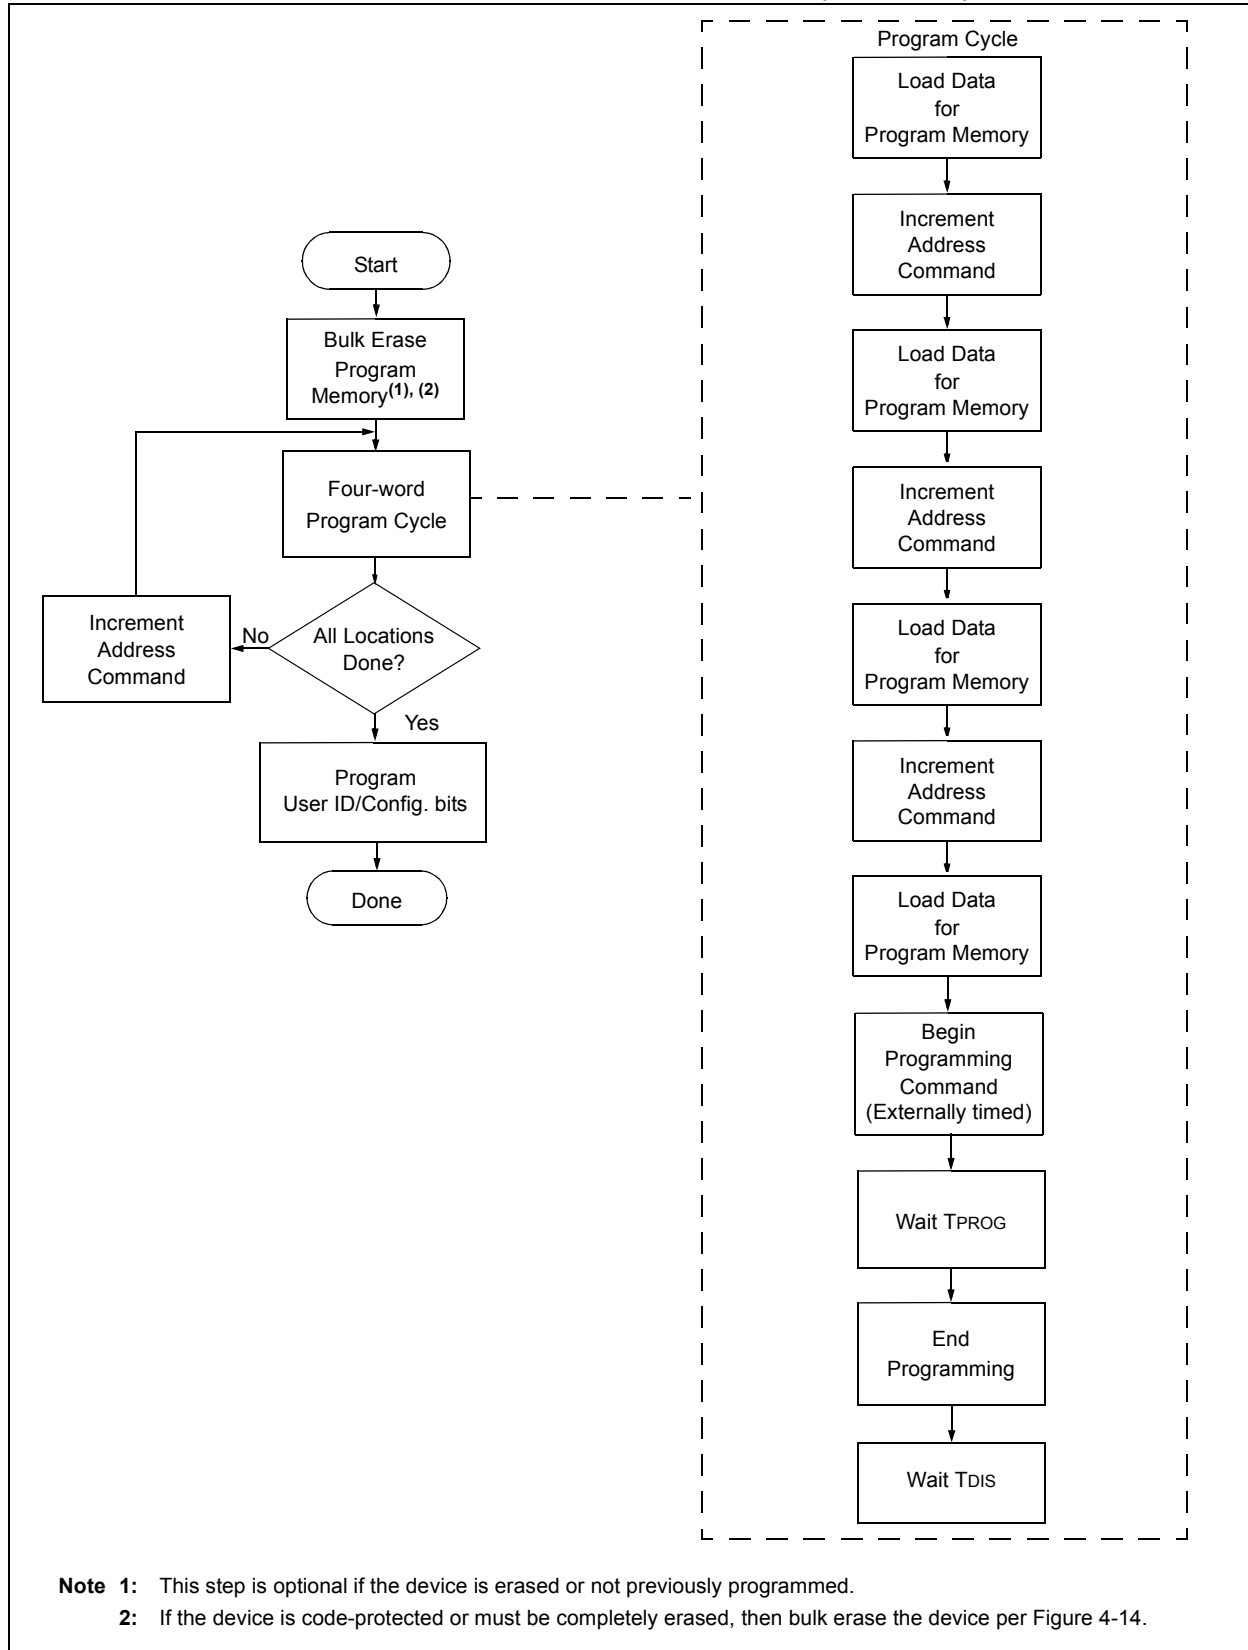 Start
Bulk Erase
Program
Memory(1), (2)
Four-word
Program Cycle
All Locations
Done?
No
Increment
Address
Command
Yes
Program
User ID/Config. bits
Done
Program Cycle
Load Data
for
Program Memory
Increment
Address
Command
Load Data
for
Program Memory
Increment
Address
Command
Load Data
for
Program Memory
Increment
Address
Command
Load Data
for
Program Memory
Begin
Programming
Command
(Externally timed)
Wait TPROG
End
Programming
Wait TDIS
Note 1: This step is optional if the device is erased or not previously programmed.
2: If the device is code-protected or must be completely erased, then bulk erase the device per Figure 4-14.